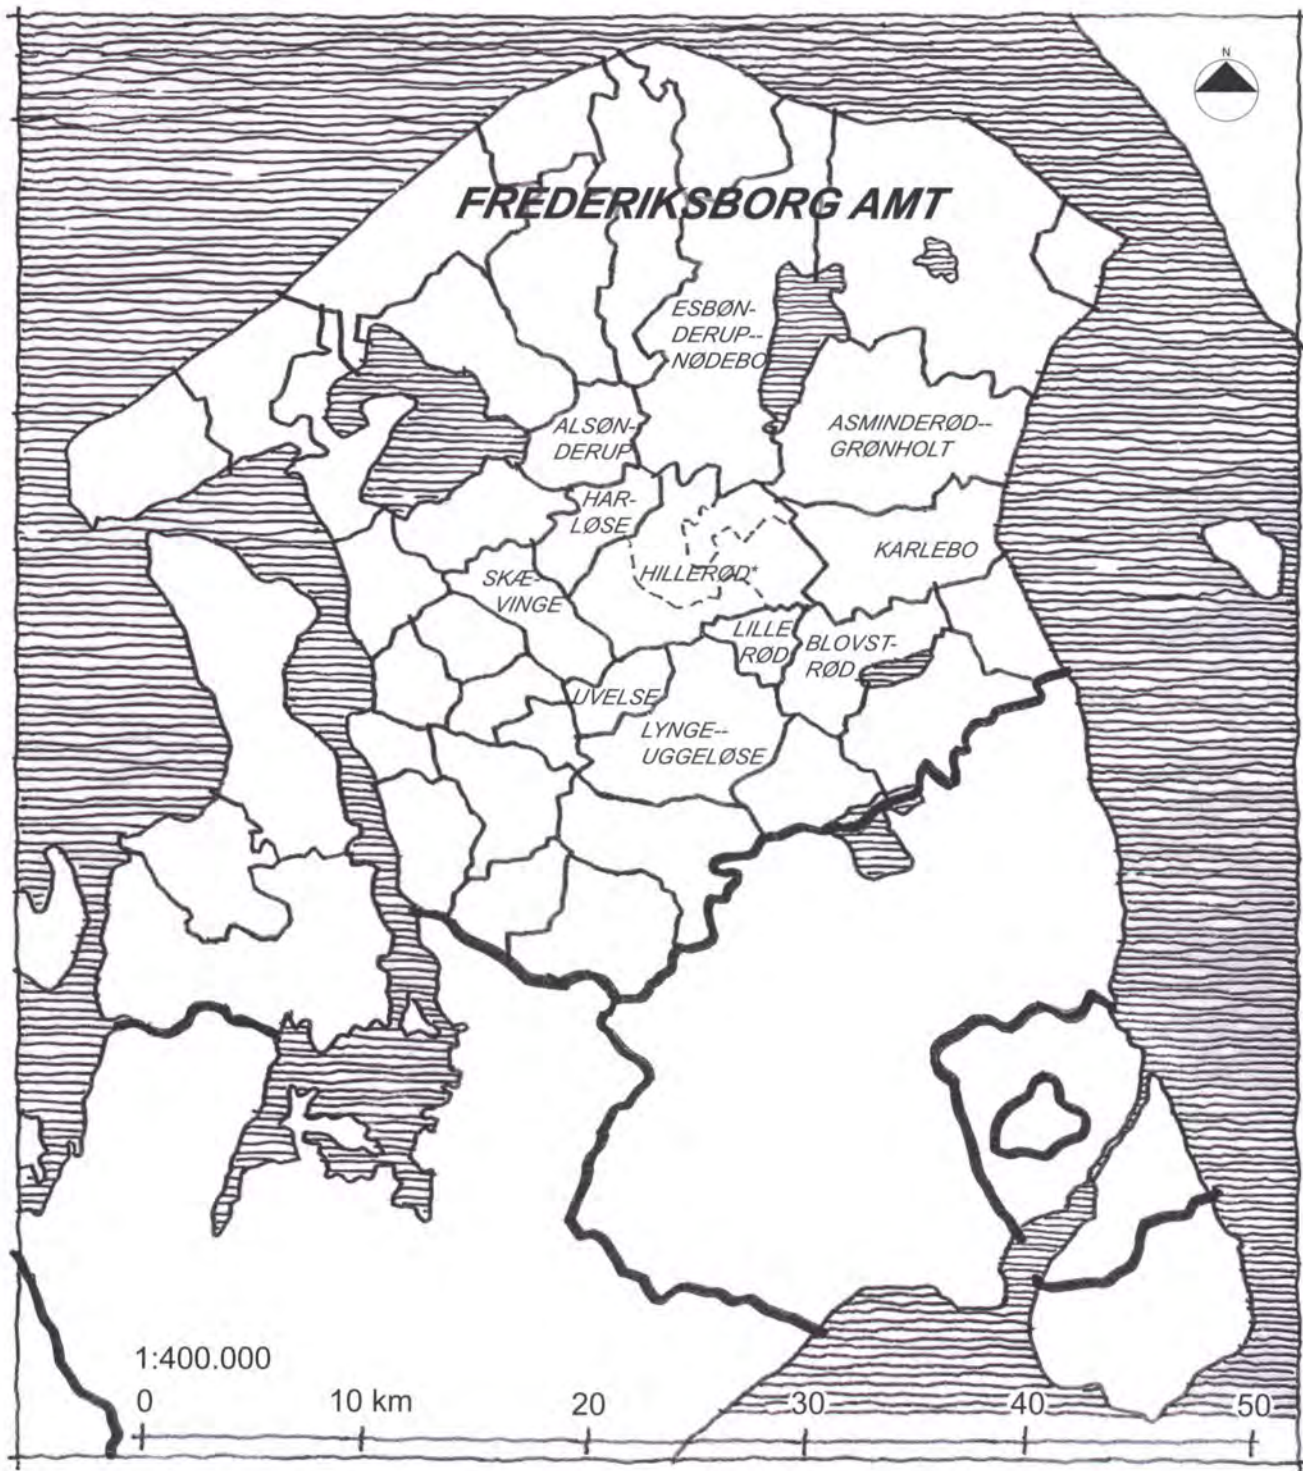 N
FREDERIKSBORG AMT
ESBØN-
DERUP--
NØDEBO
ALSØN-
DERUP
ASMINDERØD--
GRØNHOLT
HAR-
LØSE
KARLEBO
SKÆ-
VINGE
HILLERØD*
LILLE
RØD
BLOVST-
RØD
UVELSE
LYNGE--
UGGELØSE
1:400.000
0 10 km 20 30 40 50